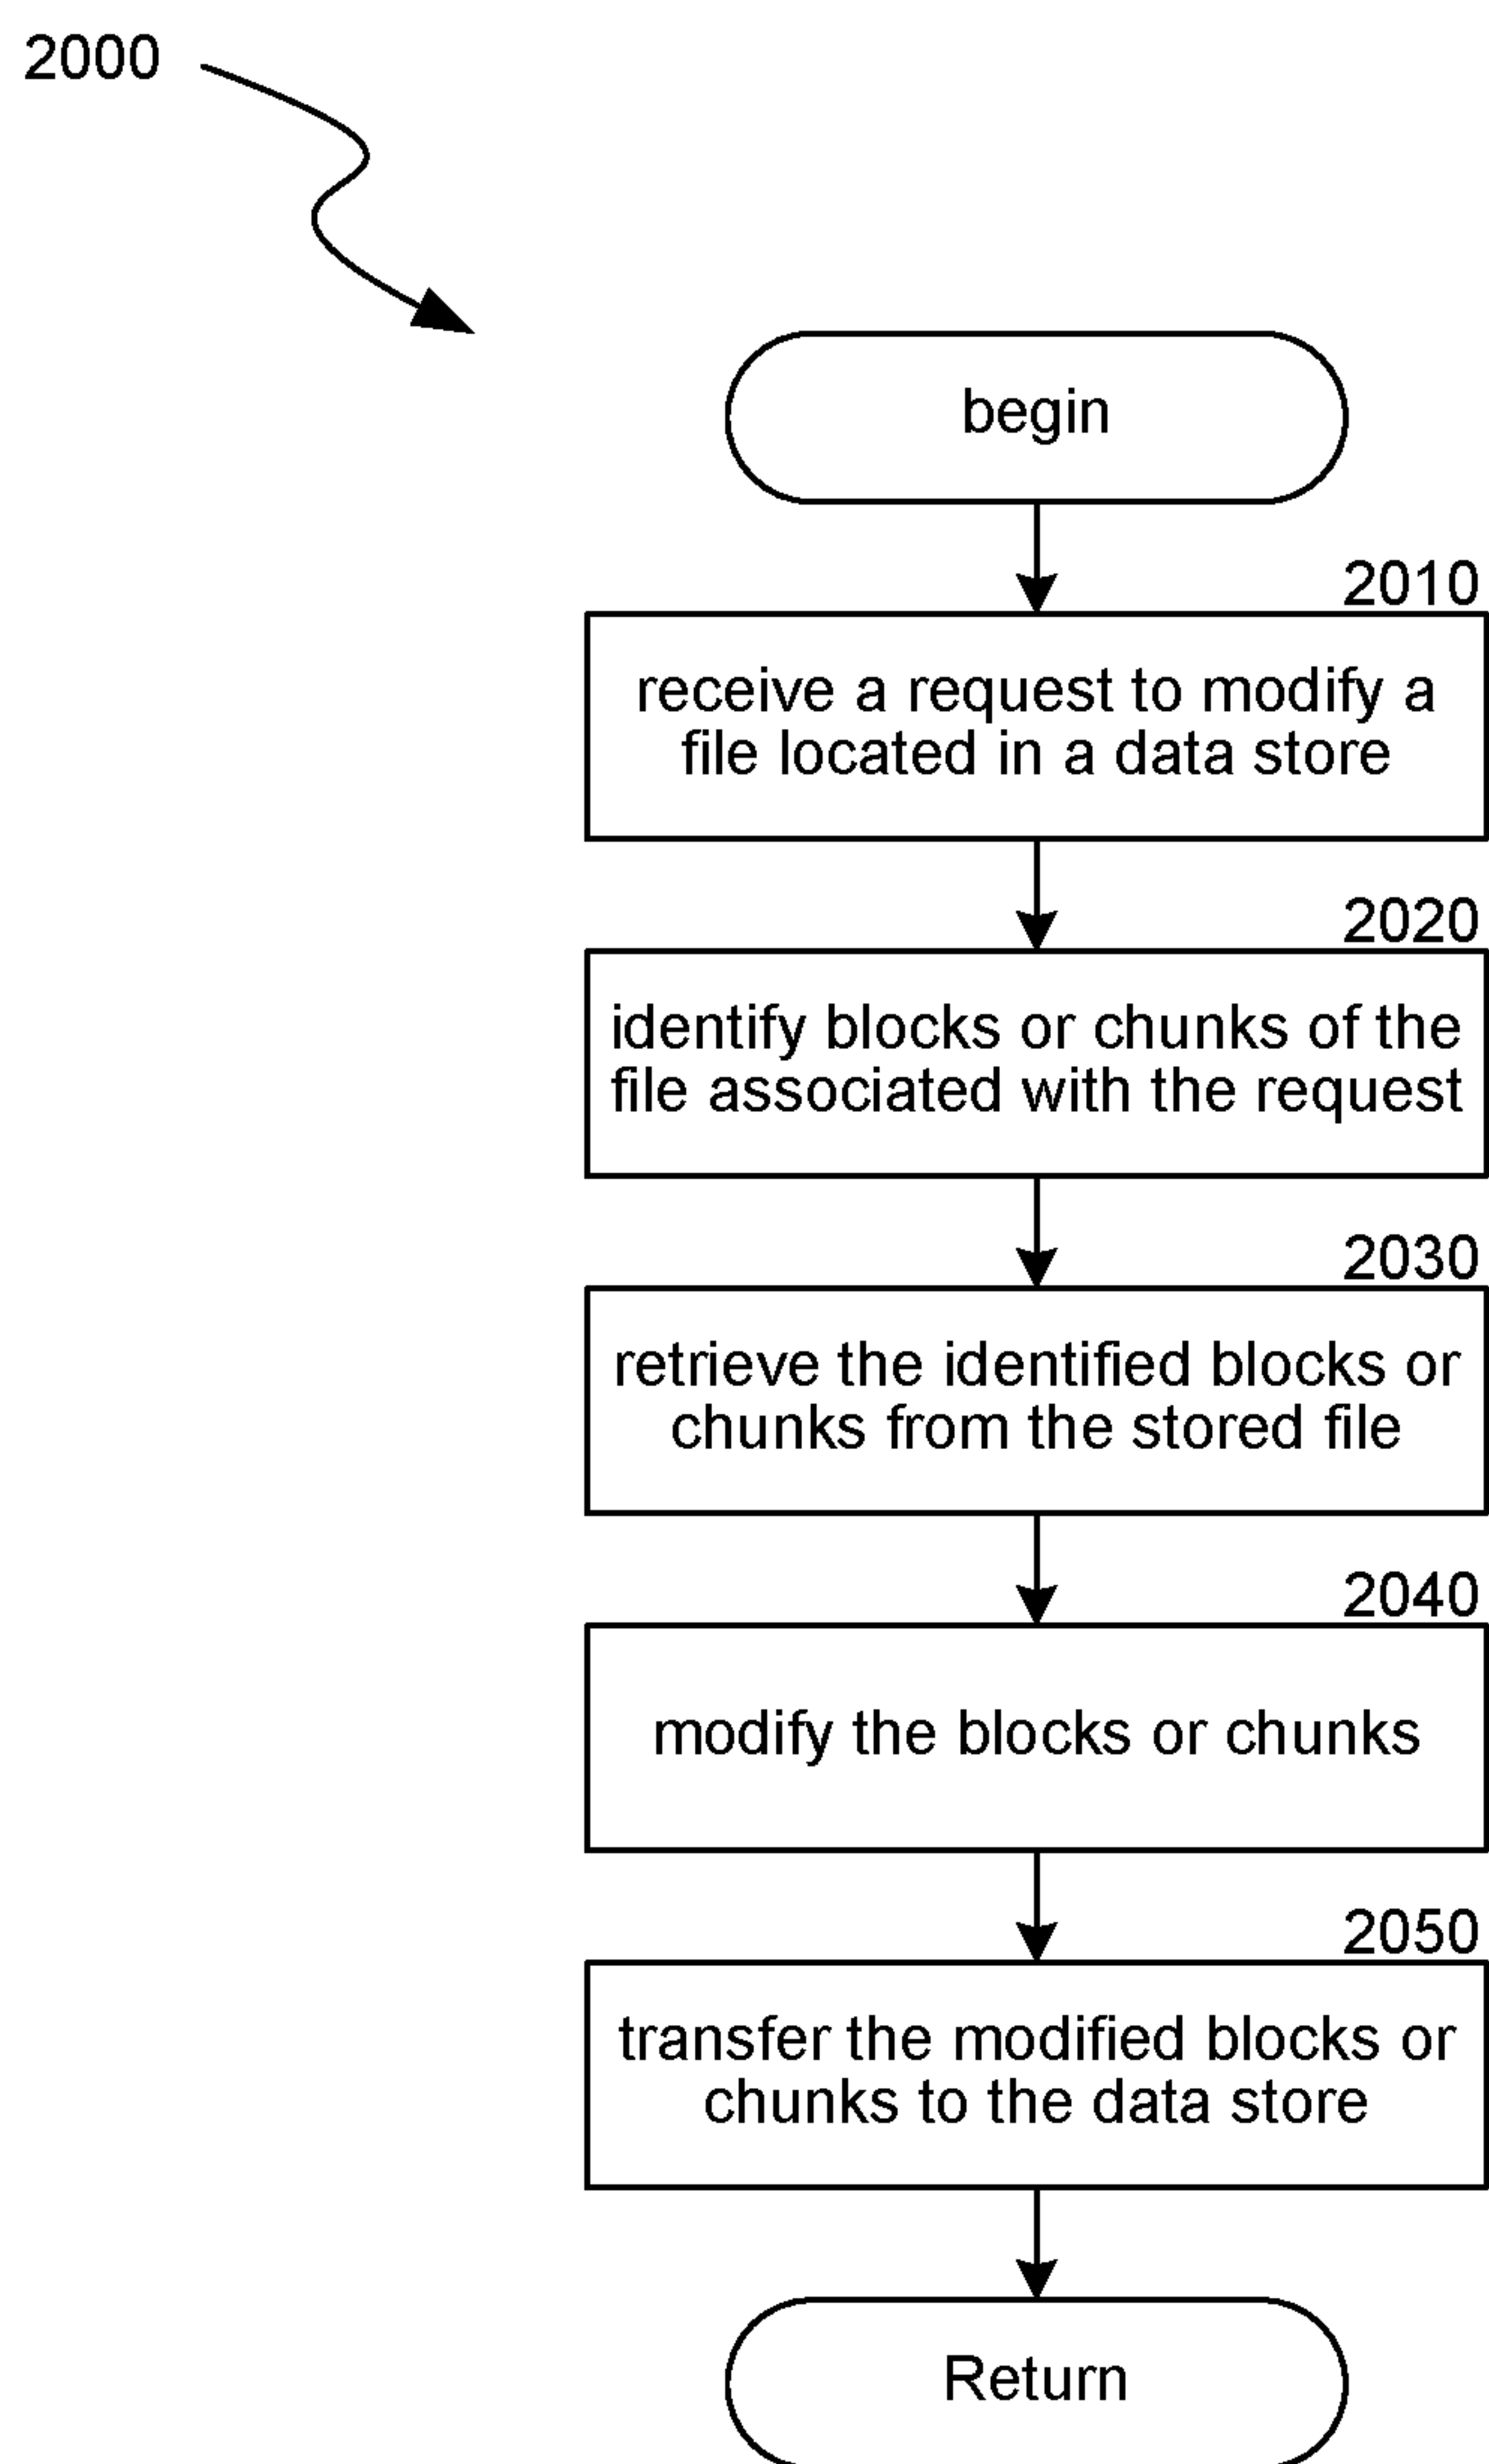 2000
begin
2010
receive a request to modify a
file located in a data store
2020
identify blocks or chunks of the
file associated with the request
2030
retrieve the identified blocks or
chunks from the stored file
2040
modify the blocks or chunks
2050
transfer the modified blocks or
chunks to the data store
Return